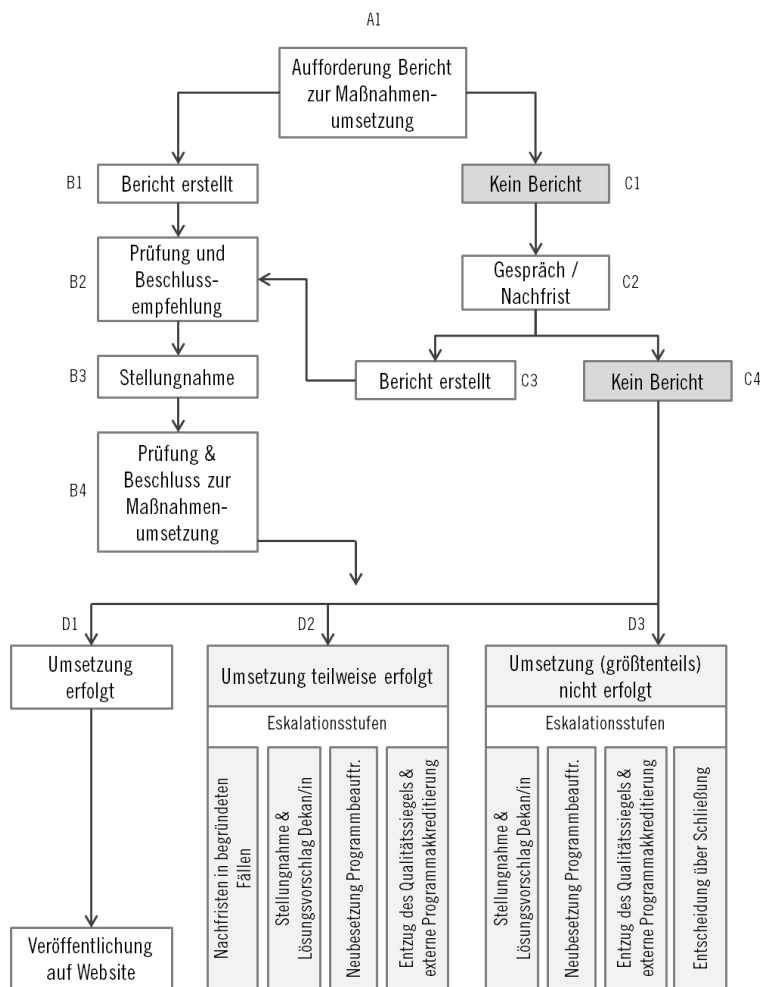 A1
Aufforderung Bericht
zur Maßnahmen-
umsetzung
B1
Bericht erstellt
Kein Bericht
C1
B2
Prüfung und
Beschluss-
empfehlung
Gespräch /
Nachfrist
C2
B3
Stellungnahme
Bericht erstellt
C3
Kein Bericht
C4
B4
Prüfung &
Beschluss zur
Maßnahmen-
umsetzung
D1
D2
D3
Umsetzung
erfolgt
Umsetzung teilweise erfolgt
Umsetzung (größtenteils)
nicht erfolgt
Eskalationsstufen
Eskalationsstufen
Nachfristen in begründeten
Fällen
Stellungnahme &
Lösungsvorschlag Dekan/in
Neubesetzung Programmbeauftr.
Entzug des Qualitätssiegels &
externe Programmakkreditierung
Stellungnahme &
Lösungsvorschlag Dekan/in
Neubesetzung Programmbeauftr.
Entzug des Qualitätssiegels &
externe Programmakkreditierung
Entscheidung über Schließung
Veröffentlichung
auf Website